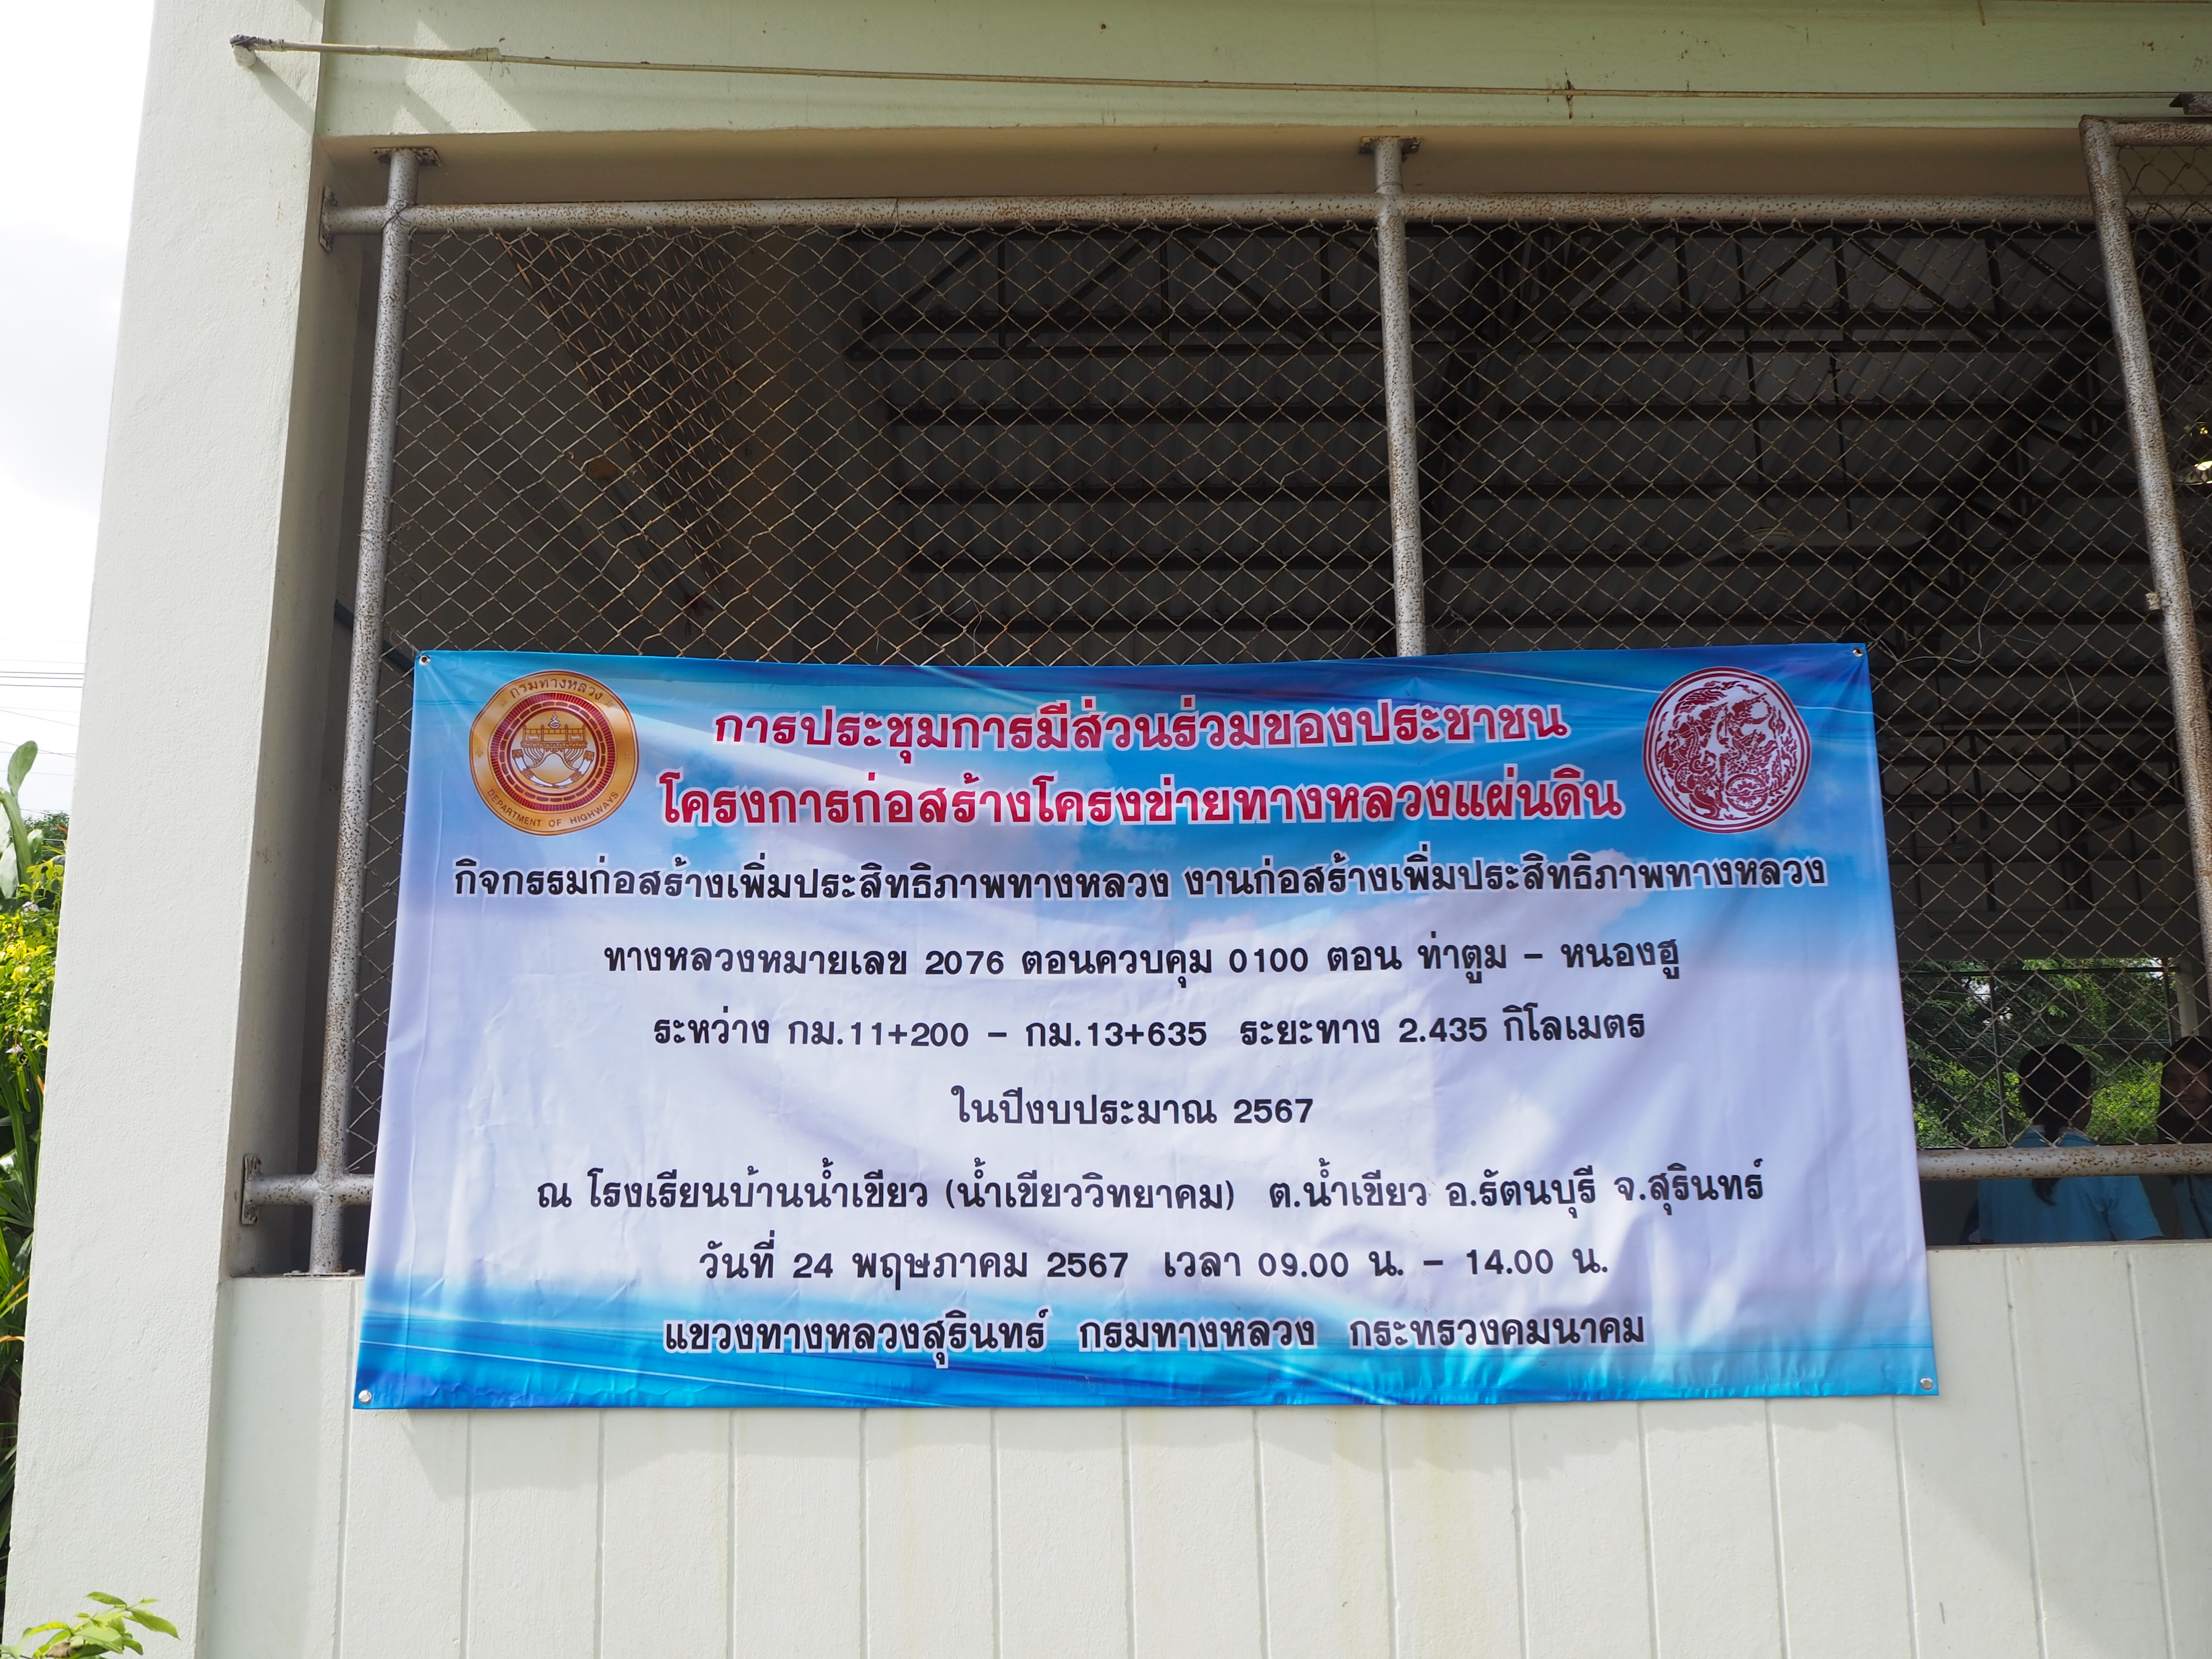 กรมทางหลวง
DEPARTMENT OF HIGHWAYS
การประชุมการมีส่วนร่วมของประชาชน
โครงการก่อสร้างโครงข่ายทางหลวงแผ่นดิน
กิจกรรมก่อสร้างเพิ่มประสิทธิภาพทางหลวง งานก่อสร้างเพิ่มประสิทธิภาพทางหลวง
ทางหลวงหมายเลข 2076 ตอนควบคุม 0100 ตอน ท่าตูม - หนองฮู
ระหว่าง กม.11+200 - กม.13+635 ระยะทาง 2.435 กิโลเมตร
ในปีงบประมาณ 2567
ณ โรงเรียนบ้านน้ำเขียว (น้ำเขียววิทยาคม) ต.น้ำเขียว อ.รัตนบุรี จ.สุรินทร์
วันที่ 24 พฤษภาคม 2567 เวลา 09.00 น. - 14.00 น.
แขวงทางหลวงสุรินทร์ กรมทางหลวง กระทรวงคมนาคม